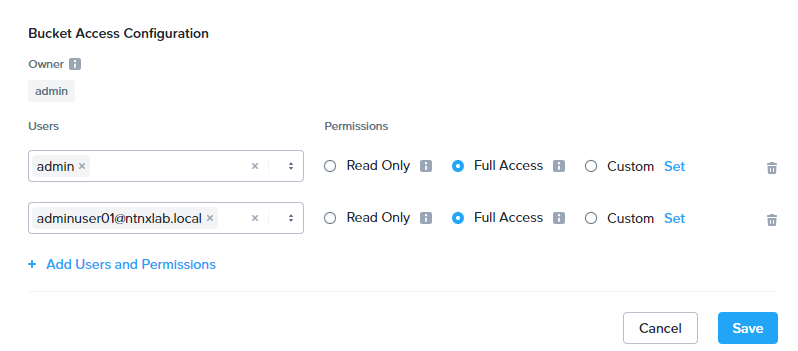 Bucket Access Configuration
Owner
admin
Users Permissions
admin × Read Only Full Access Custom Set
adminuser01@ntnxlab.local × Read Only Full Access Custom Set
+ Add Users and Permissions
Cancel Save